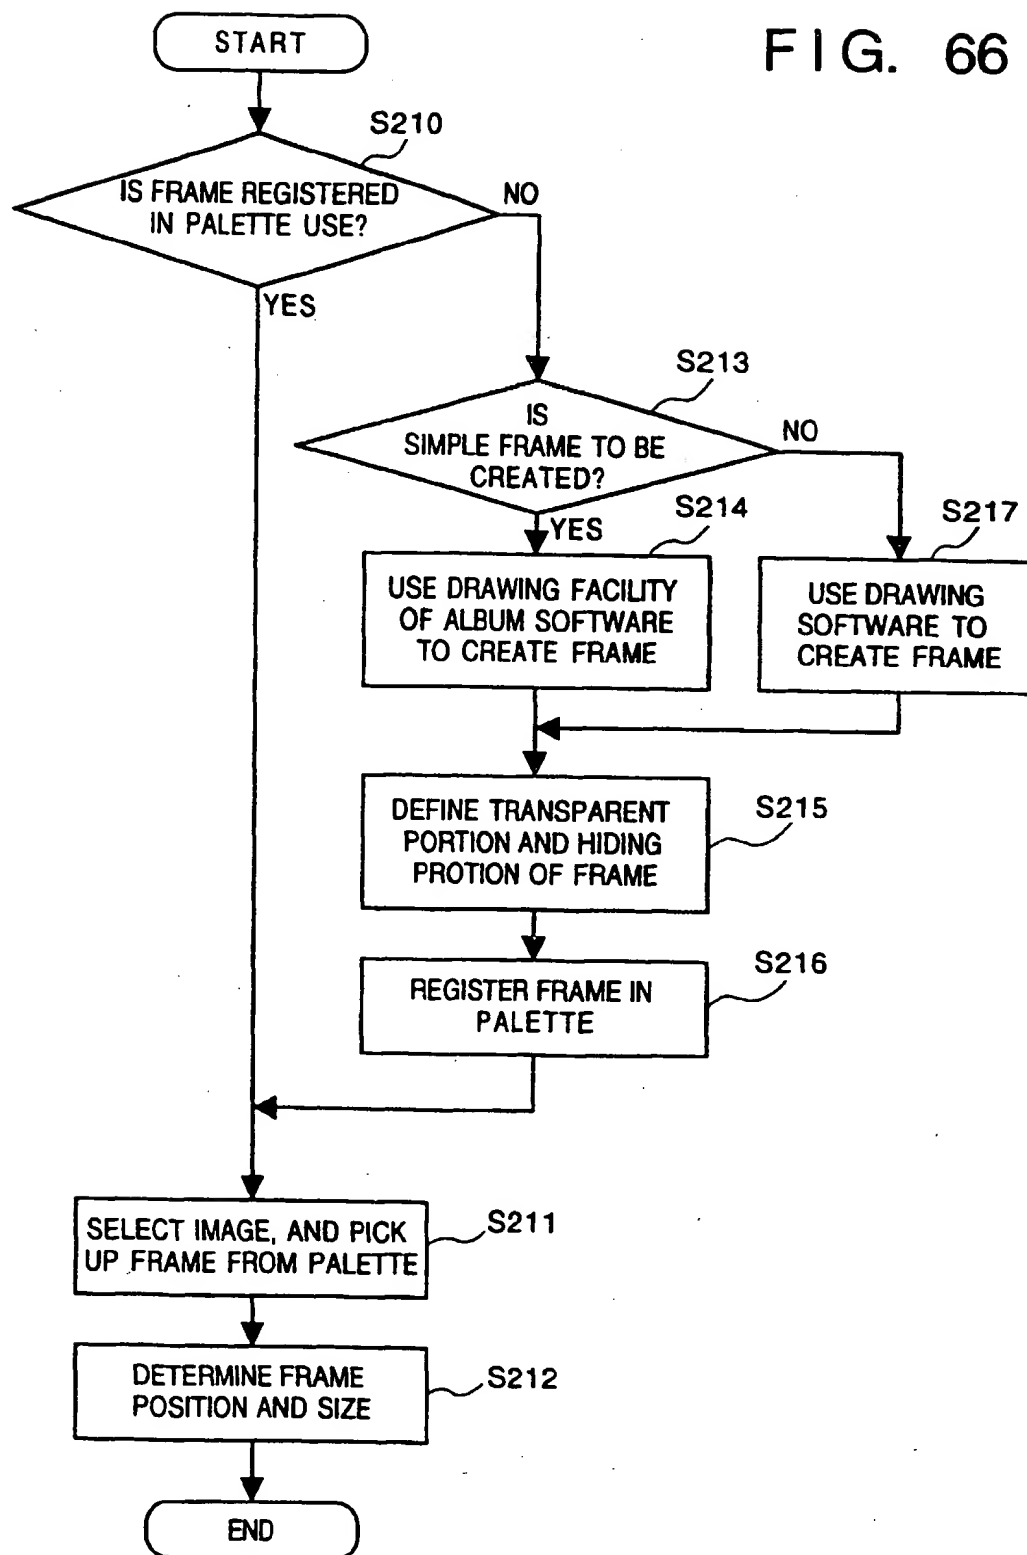 START
FIG. 66
S210
IS FRAME REGISTERED
IN PALETTE USE?
NO
YES
S213
IS
SIMPLE FRAME TO BE
CREATED?
NO
YES
S214
S217
USE DRAWING FACILITY
OF ALBUM SOFTWARE
TO CREATE FRAME
USE DRAWING
SOFTWARE TO
CREATE FRAME
DEFINE TRANSPARENT
PORTION AND HIDING
PROTION OF FRAME
S215
REGISTER FRAME IN
PALETTE
S216
SELECT IMAGE, AND PICK
UP FRAME FROM PALETTE
S211
DETERMINE FRAME
POSITION AND SIZE
S212
END